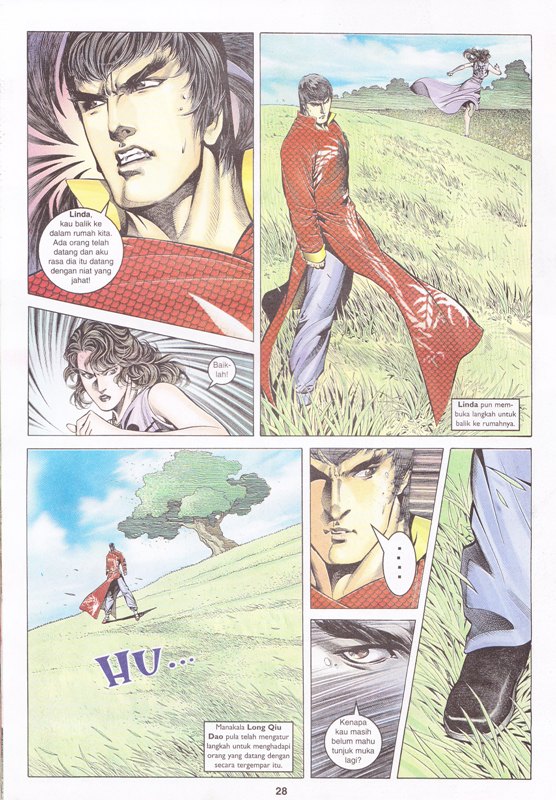 Linda,
kau balik ke
dalam rumah kita.
Ada orang telah
datang dan aku
rasa dia itu datang
dengan niat yang
jahat!
Baik-
lah!
Linda pun mem-
buka langkah untuk
balik ke rumahnya.
HU...
Manakala Long Qiu
Dao pula telah mengatur
langkah untuk menghadapi
orang yang datang dengan
secara tergempar itu.
....
Kenapa
kau masih
belum mahu
tunjuk muka
lagi?
28